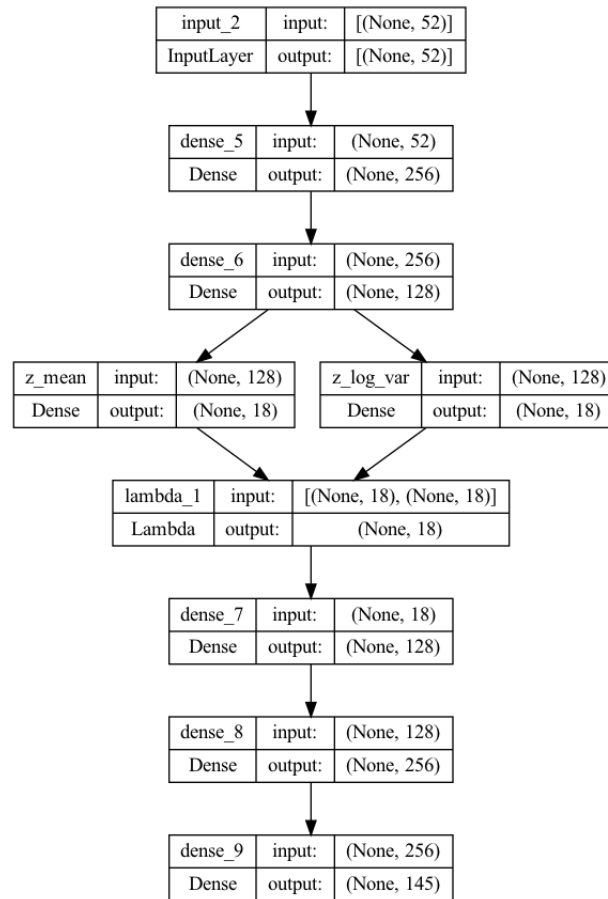 input_2 input: [(None, 52)]
InputLayer output: [(None, 52)]
dense_5 input: (None, 52)
Dense output: (None, 256)
dense_6 input: (None, 256)
Dense output: (None, 128)
z_mean input: (None, 128)
Dense output: (None, 18)
z_log_var input: (None, 128)
Dense output: (None, 18)
lambda_1 input: [(None, 18), (None, 18)]
Lambda output: (None, 18)
dense_7 input: (None, 18)
Dense output: (None, 128)
dense_8 input: (None, 128)
Dense output: (None, 256)
dense_9 input: (None, 256)
Dense output: (None, 145)